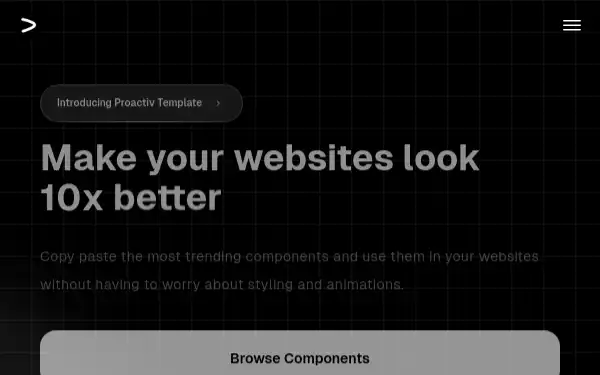 Introducing Proactiv Template
Make your websites look
10x better
Copy paste the most trending components and use them in your websites
without having to worry about styling and animations.
Browse Components